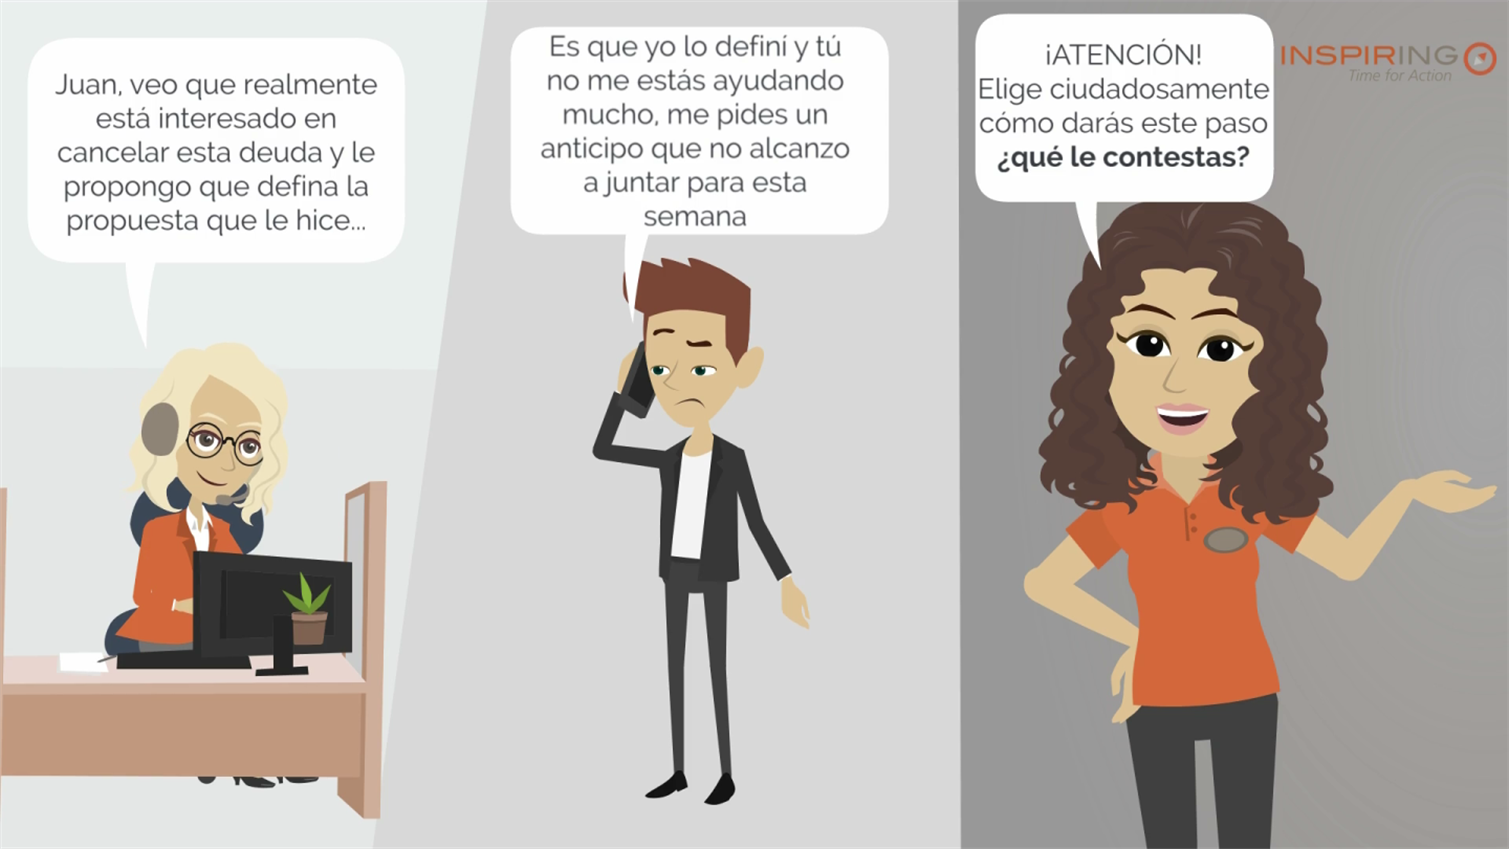 Juan, veo que realmente
está interesado en
cancelar esta deuda y le
propongo que defina la
propuesta que le hice...
Es que yo lo definí y tú
no me estás ayudando
mucho, me pides un
anticipo que no alcanzo
a juntar para esta
semana
¡ATENCIÓN!
Elige ciudadosamente
cómo darás este paso
¿qué le contestas?
INSPIRING
Time for Action